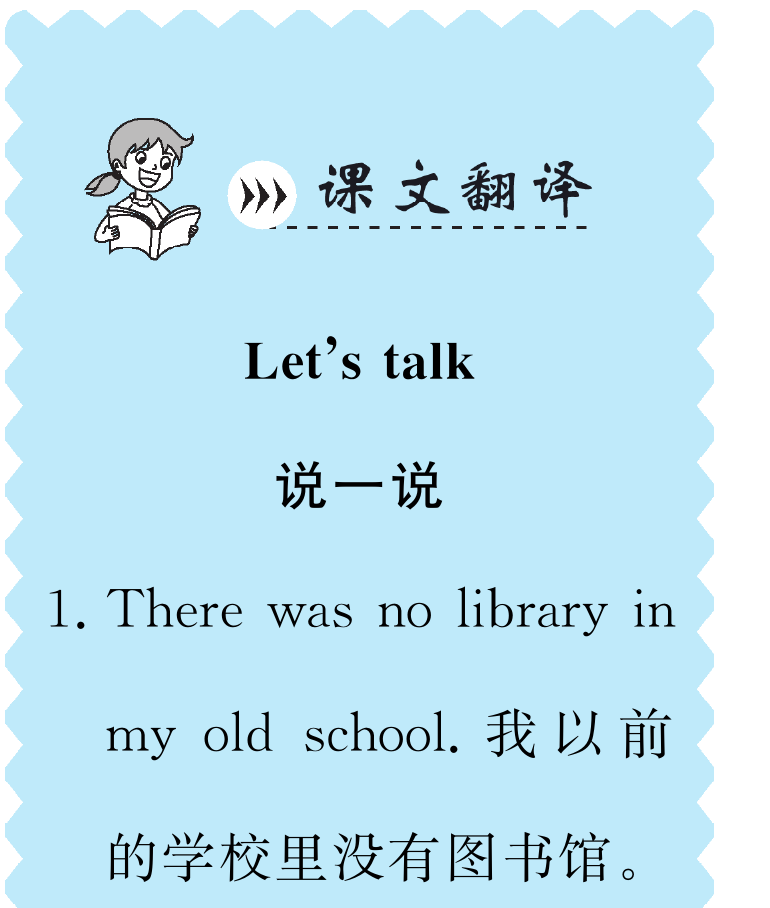 课文翻译
Let's talk
说一说
1. There was no library in
my old school. 我以前
的学校里没有图书馆。